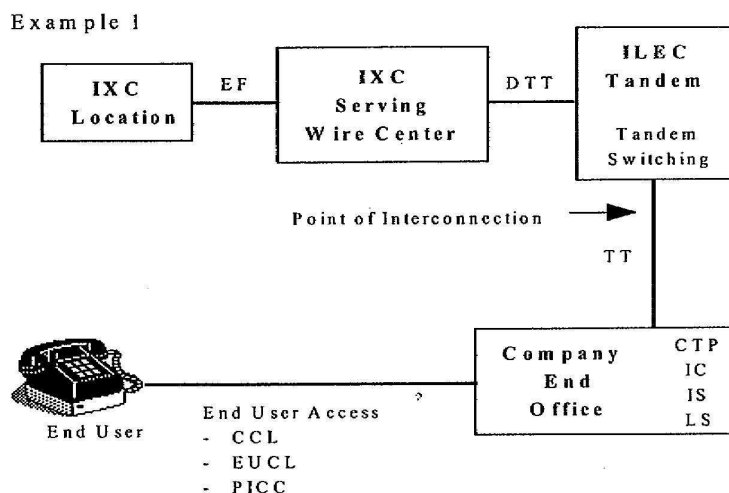 Example 1
IXC
Location
EF
IXC
Serving
Wire Center
DTT
ILEC
Tandem
Tandem
Switching
Point of Interconnection
TT
Company
End
Office
CTP
IC
IS
LS
End User
End User Access
- CCL
- EUCL
- PICC